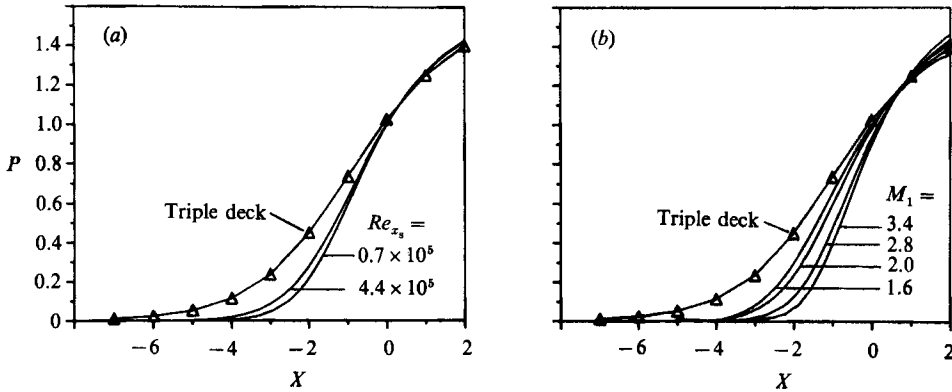 (a)
1.4
1.2
1.0
0.8
P
0.6
0.4
0.2
0
Triple deck
Re_{x_s} =
0.7 × 10^5
4.4 × 10^5
−6
−4
−2
0
2
X
(b)
Triple deck
M_1 =
3.4
2.8
2.0
1.6
−6
−4
−2
0
2
X